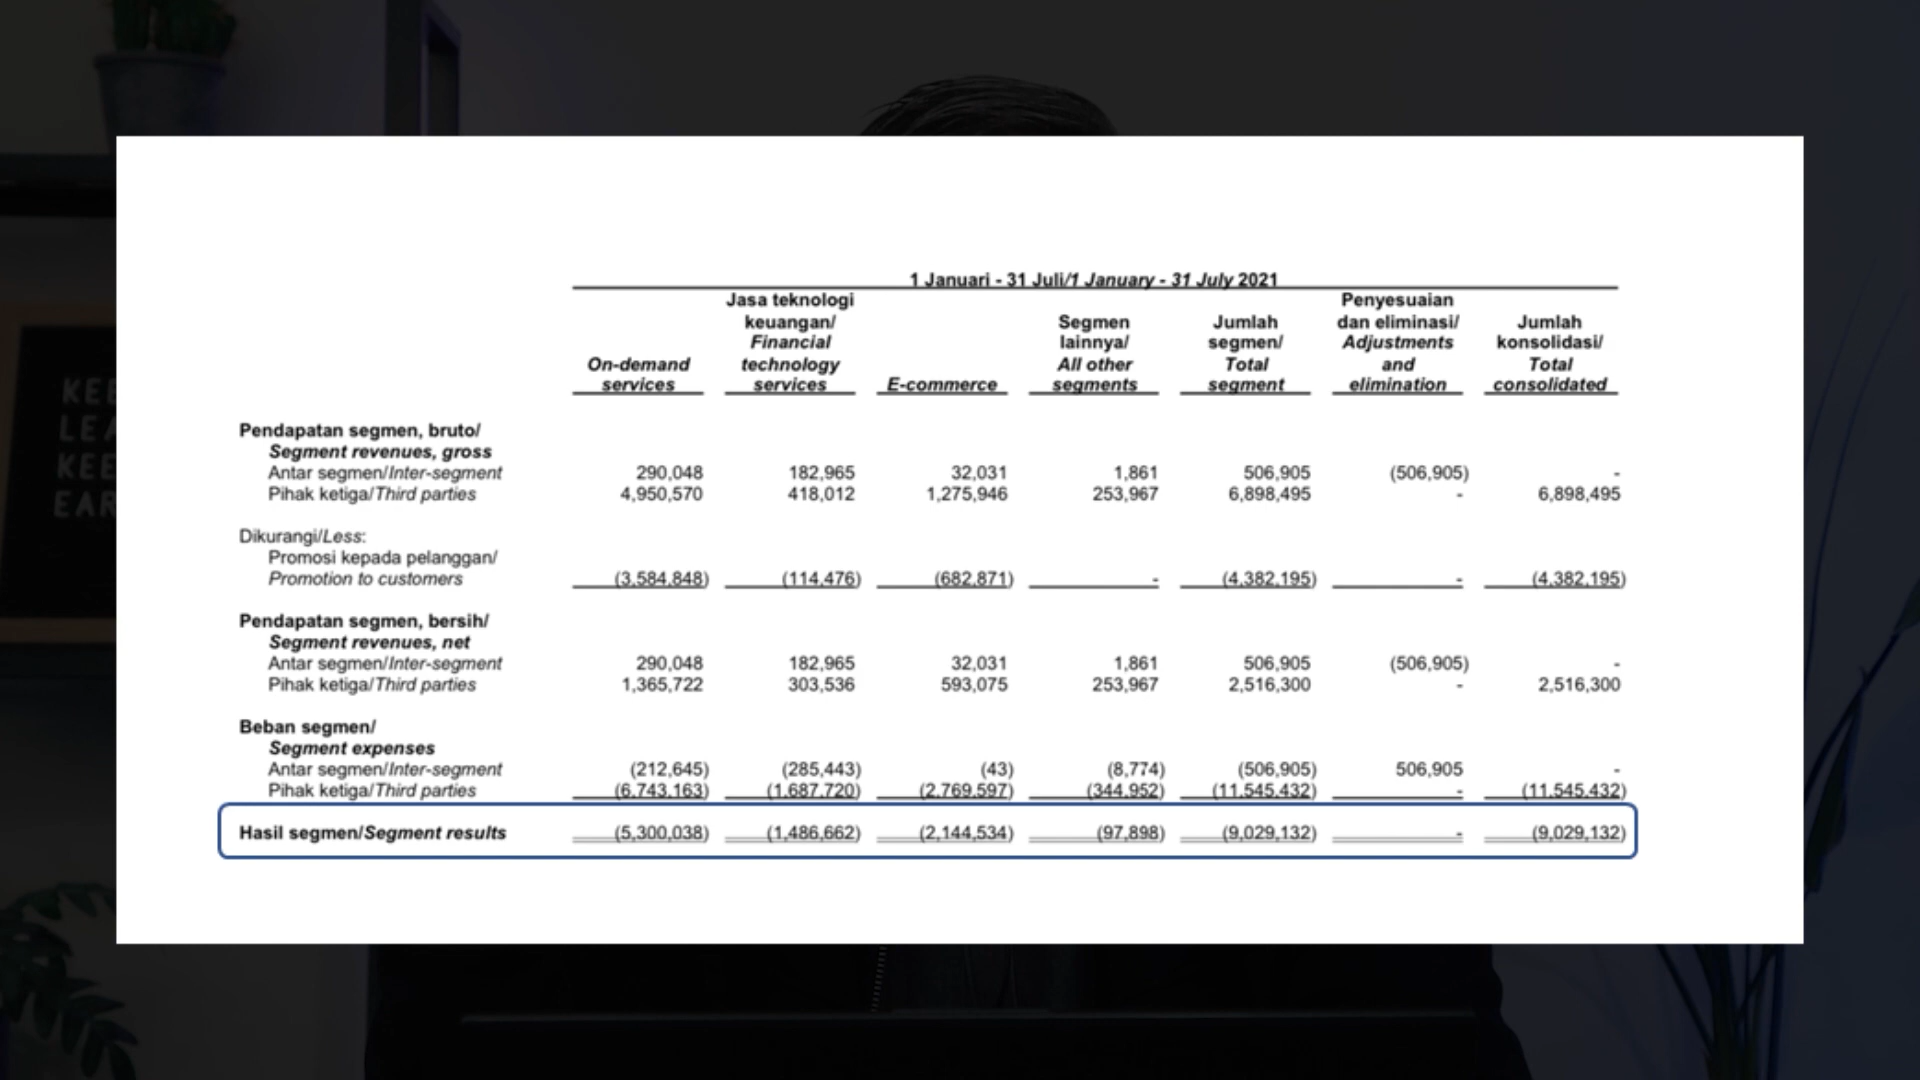 1 Januari - 31 Juli/1 January - 31 July 2021
Jasa teknologi keuangan/ Penyesuaian dan eliminasi/
On-demand services
Financial technology services
E-commerce
Segmen lainnya/ All other segments
Jumlah segmen/ Total segment
Adjustments and elimination
Jumlah konsolidasi/ Total consolidated
Pendapatan segmen, bruto/
Segment revenues, gross
Antar segmen/Inter-segment 290,048 182,965 32,031 1,861 506,905 (506,905) -
Pihak ketiga/Third parties 4,950,570 418,012 1,275,946 253,967 6,898,495 - 6,898,495
Dikurangi/Less:
Promosi kepada pelanggan/
Promotion to customers (3,584,848) (114,476) (682,871) - (4,382,195) - (4,382,195)
Pendapatan segmen, bersih/
Segment revenues, net
Antar segmen/Inter-segment 290,048 182,965 32,031 1,861 506,905 (506,905) -
Pihak ketiga/Third parties 1,365,722 303,536 593,075 253,967 2,516,300 - 2,516,300
Beban segmen/
Segment expenses
Antar segmen/Inter-segment (212,645) (285,443) (43) (8,774) (506,905) 506,905 -
Pihak ketiga/Third parties (6,743,163) (1,687,720) (2,769,597) (344,952) (11,545,432) - (11,545,432)
Hasil segmen/Segment results (5,300,038) (1,486,662) (2,144,534) (97,898) (9,029,132) - (9,029,132)